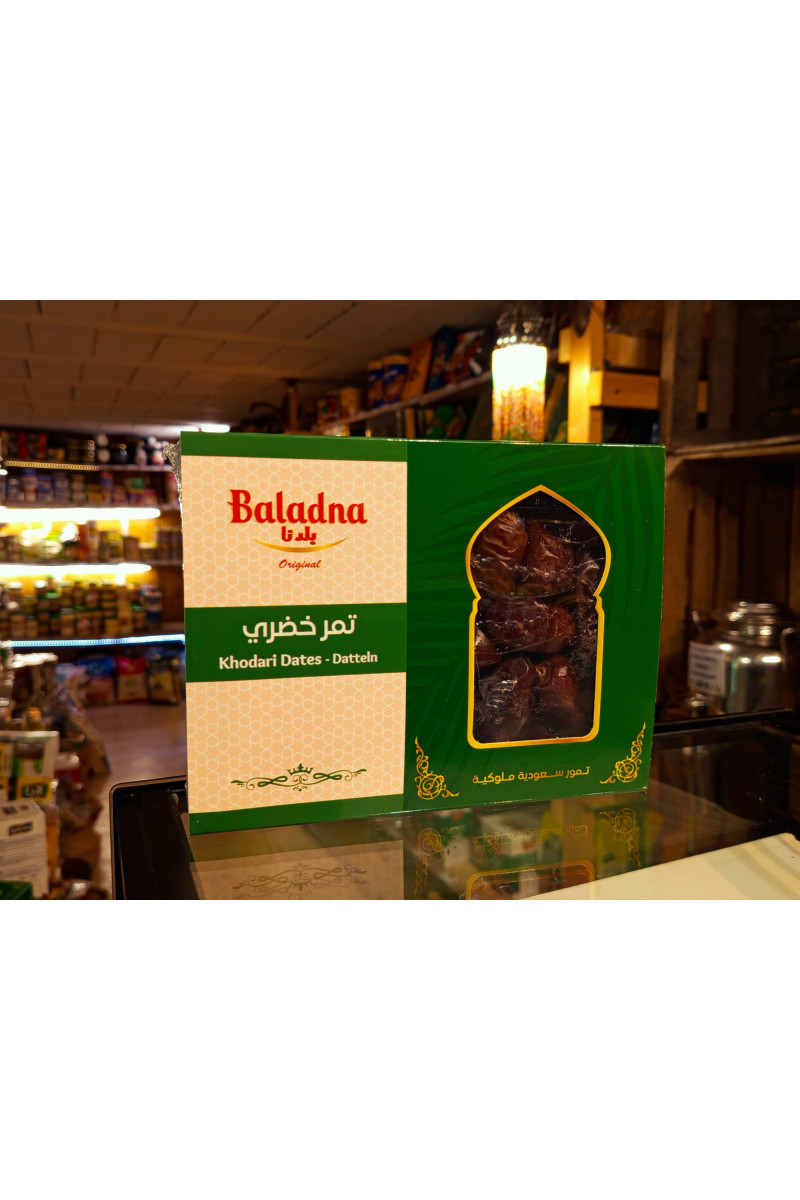 Baladna
بلدنا
Original
تمر خضري
Khodari Dates - Datteln
تمور سعودية ملوكية